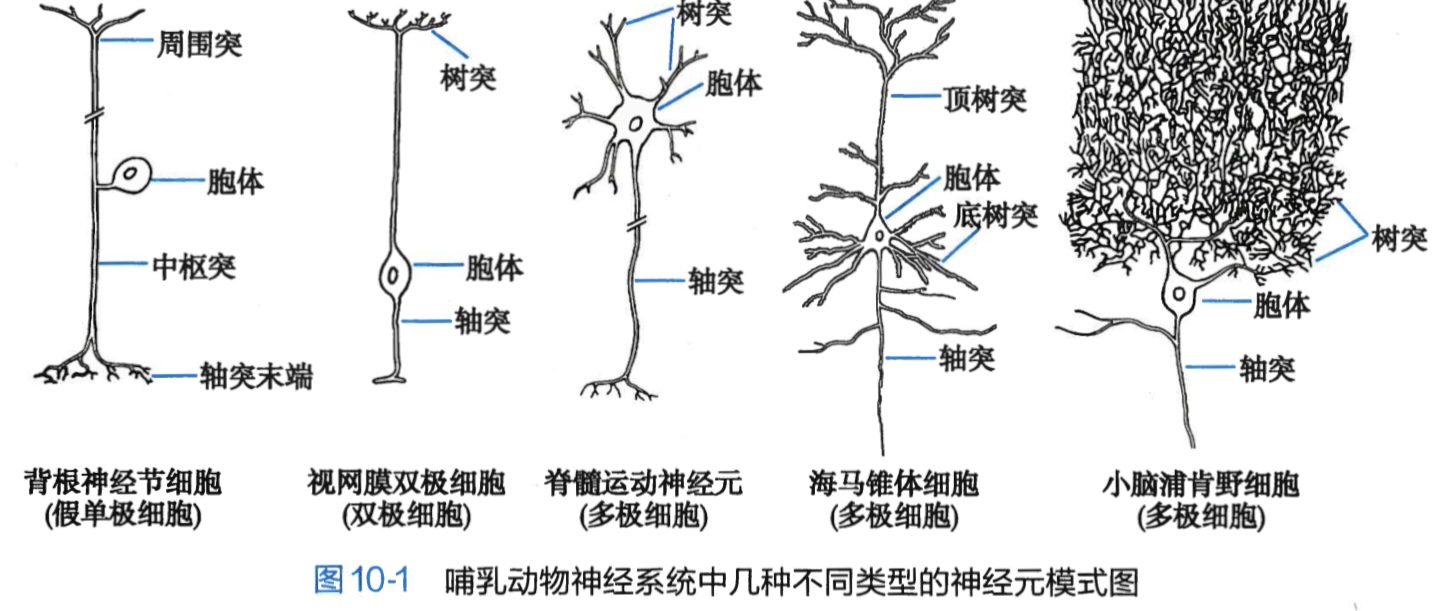 周围突
胞体
中枢突
轴突末端
背根神经节细胞
(假单极细胞)
树突
胞体
轴突
视网膜双极细胞
(双极细胞)
树突
胞体
轴突
脊髓运动神经元
(多极细胞)
顶树突
胞体
底树突
轴突
海马锥体细胞
(多极细胞)
树突
胞体
轴突
小脑浦肯野细胞
(多极细胞)
图10-1 哺乳动物神经系统中几种不同类型的神经元模式图